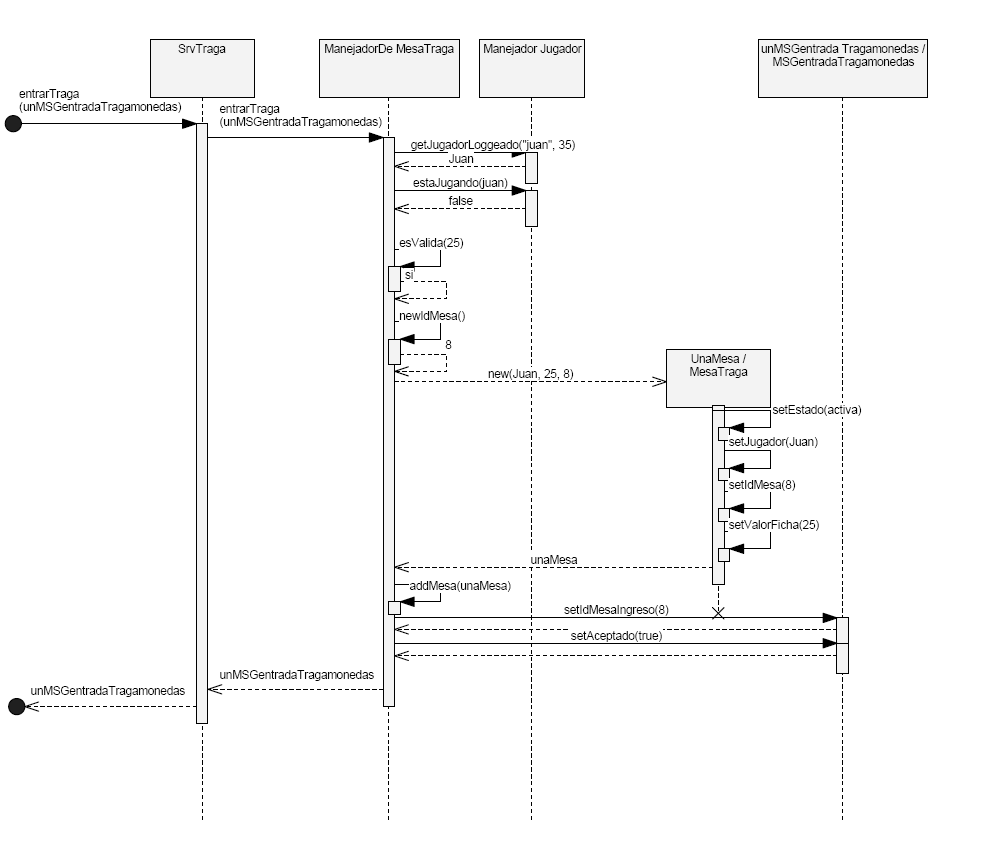 SrvTraga
ManejadorDe MesaTraga
Manejador Jugador
unMSGentrada Tragamonedas /
MSGentradaTragamonedas
entrarTraga
(unMSGentradaTragamonedas)
entrarTraga
(unMSGentradaTragamonedas)
getJugadorLoggeado("juan", 35)
Juan
estaJugando(juan)
false
esValida(25)
si
newIdMesa()
8
new(Juan, 25, 8)
UnaMesa /
MesaTraga
setEstado(activa)
setJugador(Juan)
setIdMesa(8)
setValorFicha(25)
unaMesa
addMesa(unaMesa)
setIdMesaIngreso(8)
setAceptado(true)
unMSGentradaTragamonedas
unMSGentradaTragamonedas